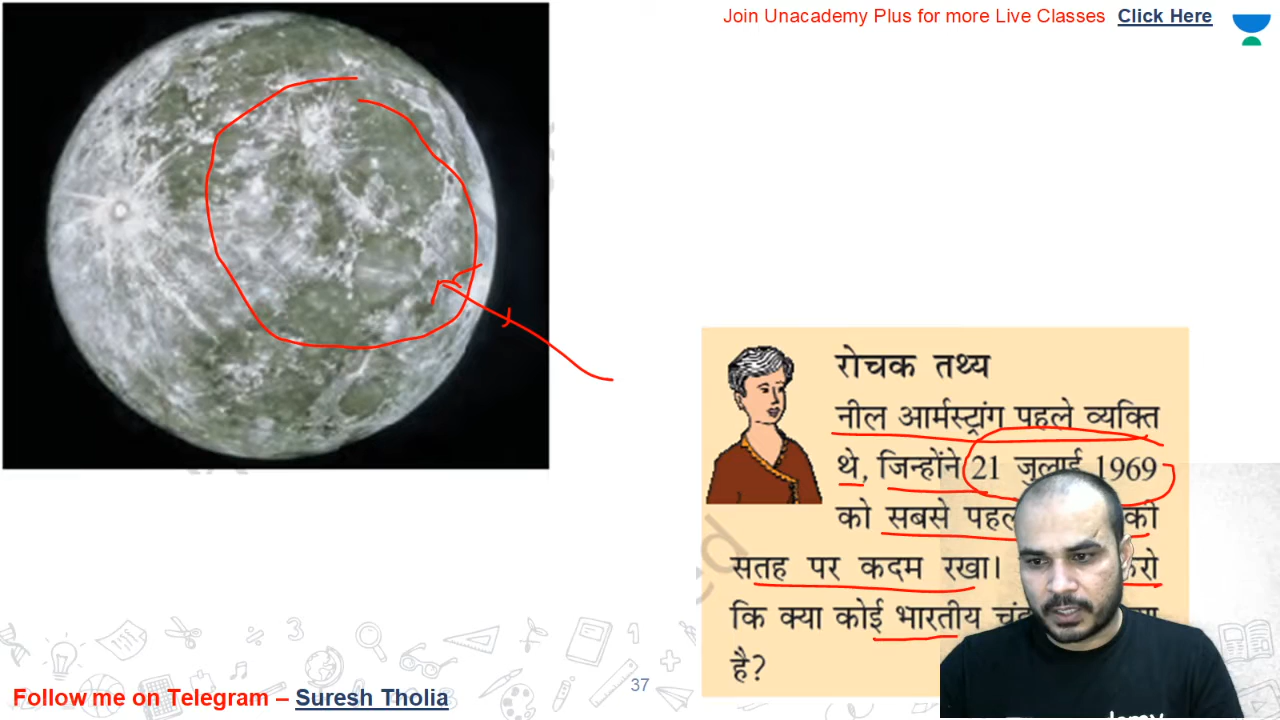 Join Unacademy Plus for more Live Classes Click Here
रोचक तथ्य
नील आर्मस्ट्रांग पहले व्यक्ति
थे, जिन्होंने 21 जुलाई 1969
को सबसे की
सतह पर कदम रखा।
कि क्या कोई भारतीय
है?
37
Follow me on Telegram – Suresh Tholia